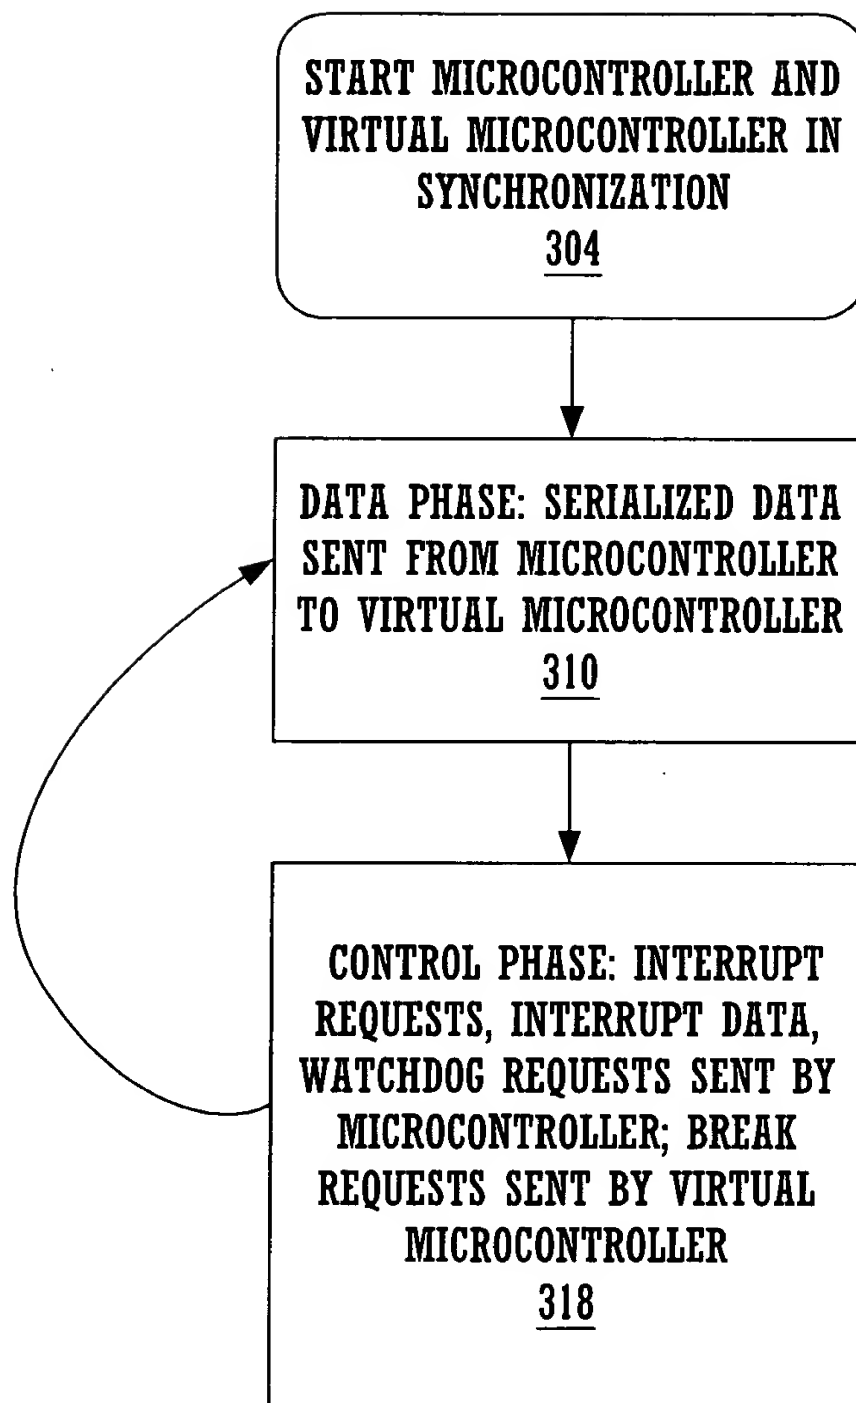 START MICROCONTROLLER AND
VIRTUAL MICROCONTROLLER IN
SYNCHRONIZATION
304
DATA PHASE: SERIALIZED DATA
SENT FROM MICROCONTROLLER
TO VIRTUAL MICROCONTROLLER
310
CONTROL PHASE: INTERRUPT
REQUESTS, INTERRUPT DATA,
WATCHDOG REQUESTS SENT BY
MICROCONTROLLER; BREAK
REQUESTS SENT BY VIRTUAL
MICROCONTROLLER
318